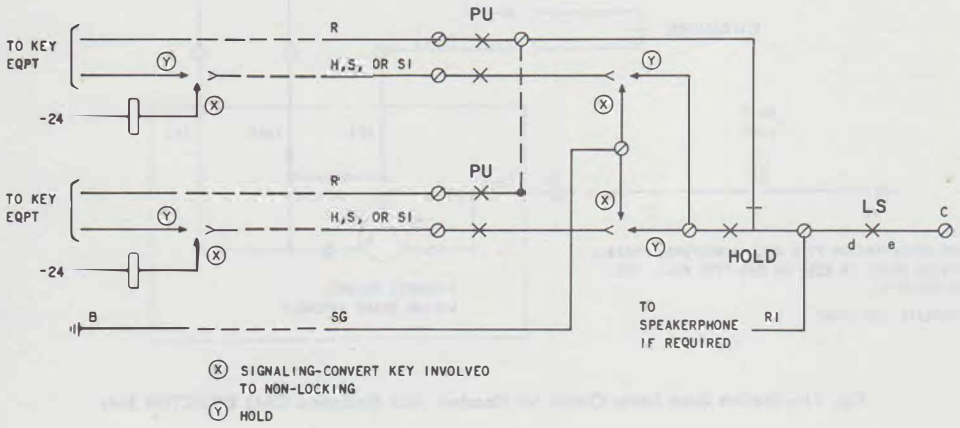 PU
R
TO KEY
EQPT
H,S, OR SI
Y
Y
X
X
-24
PU
R
TO KEY
EQPT
X
Y
H,S, OR SI
LS
C
X
Y
HOLD
d e
-24
B
SG
TO
SPEAKERPHONE
IF REQUIRED
RI
X SIGNALING-CONVERT KEY INVOLVED
TO NON-LOCKING
Y HOLD